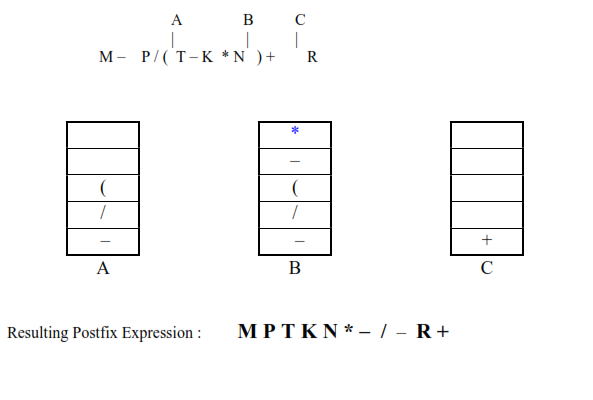 A B C
| | |
M – P / ( T – K * N ) + R
*
–
( (
/ /
– – +
A B C
Resulting Postfix Expression : M P T K N * – / – R +